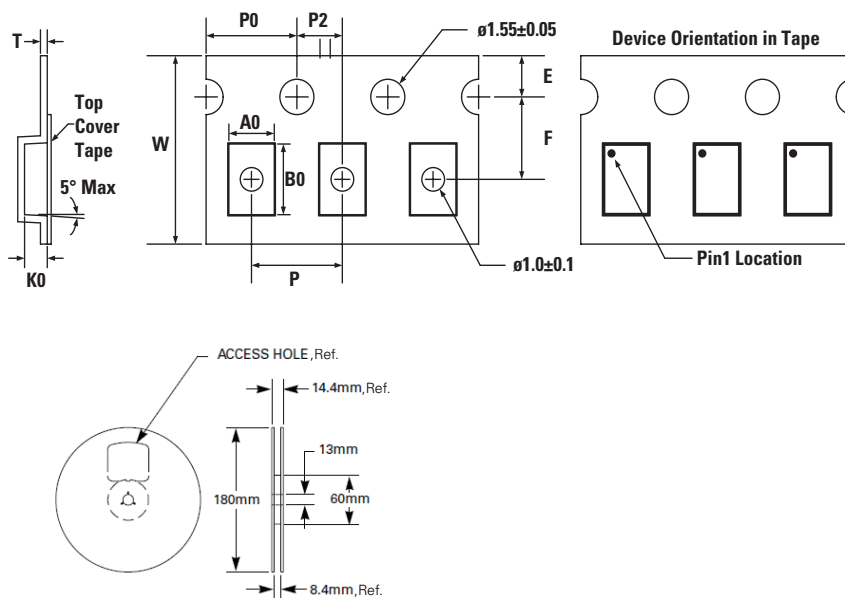 P0 P2
T
ø1.55±0.05
Device Orientation in Tape
E
Top
Cover
Tape
A0
W
F
B0
5° Max
K0
P
ø1.0±0.1
Pin1 Location
ACCESS HOLE, Ref.
14.4mm, Ref.
13mm
180mm
60mm
8.4mm, Ref.